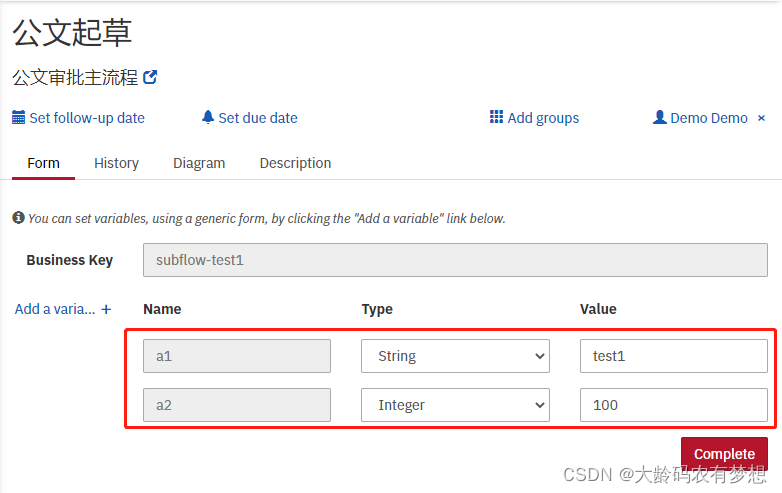 公文起草
公文审批主流程
Set follow-up date Set due date Add groups Demo Demo ×
Form History Diagram Description
You can set variables, using a generic form, by clicking the "Add a variable" link below.
Business Key subflow-test1
Add a varia... + Name Type Value
a1 String test1
a2 Integer 100
Complete
CSDN @大龄码农有梦想